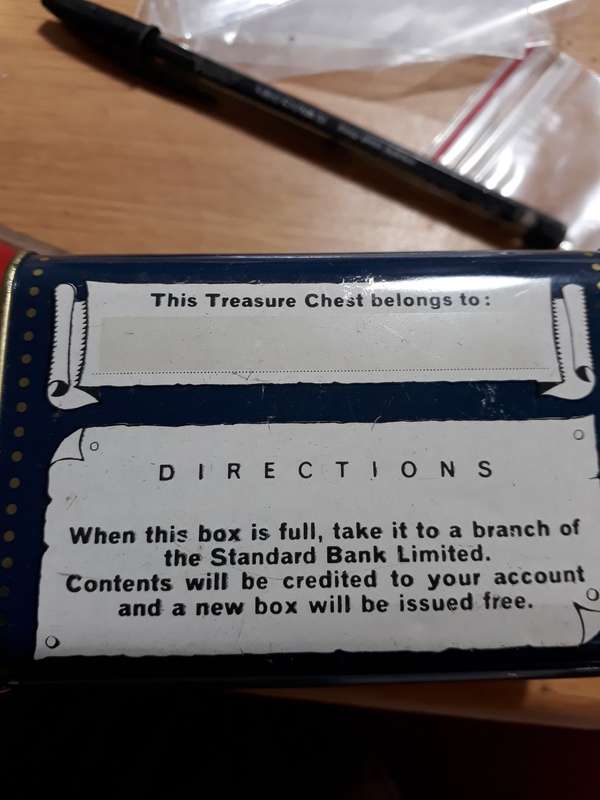 This Treasure Chest belongs to:
DIRECTIONS
When this box is full, take it to a branch of
the Standard Bank Limited.
Contents will be credited to your account
and a new box will be issued free.